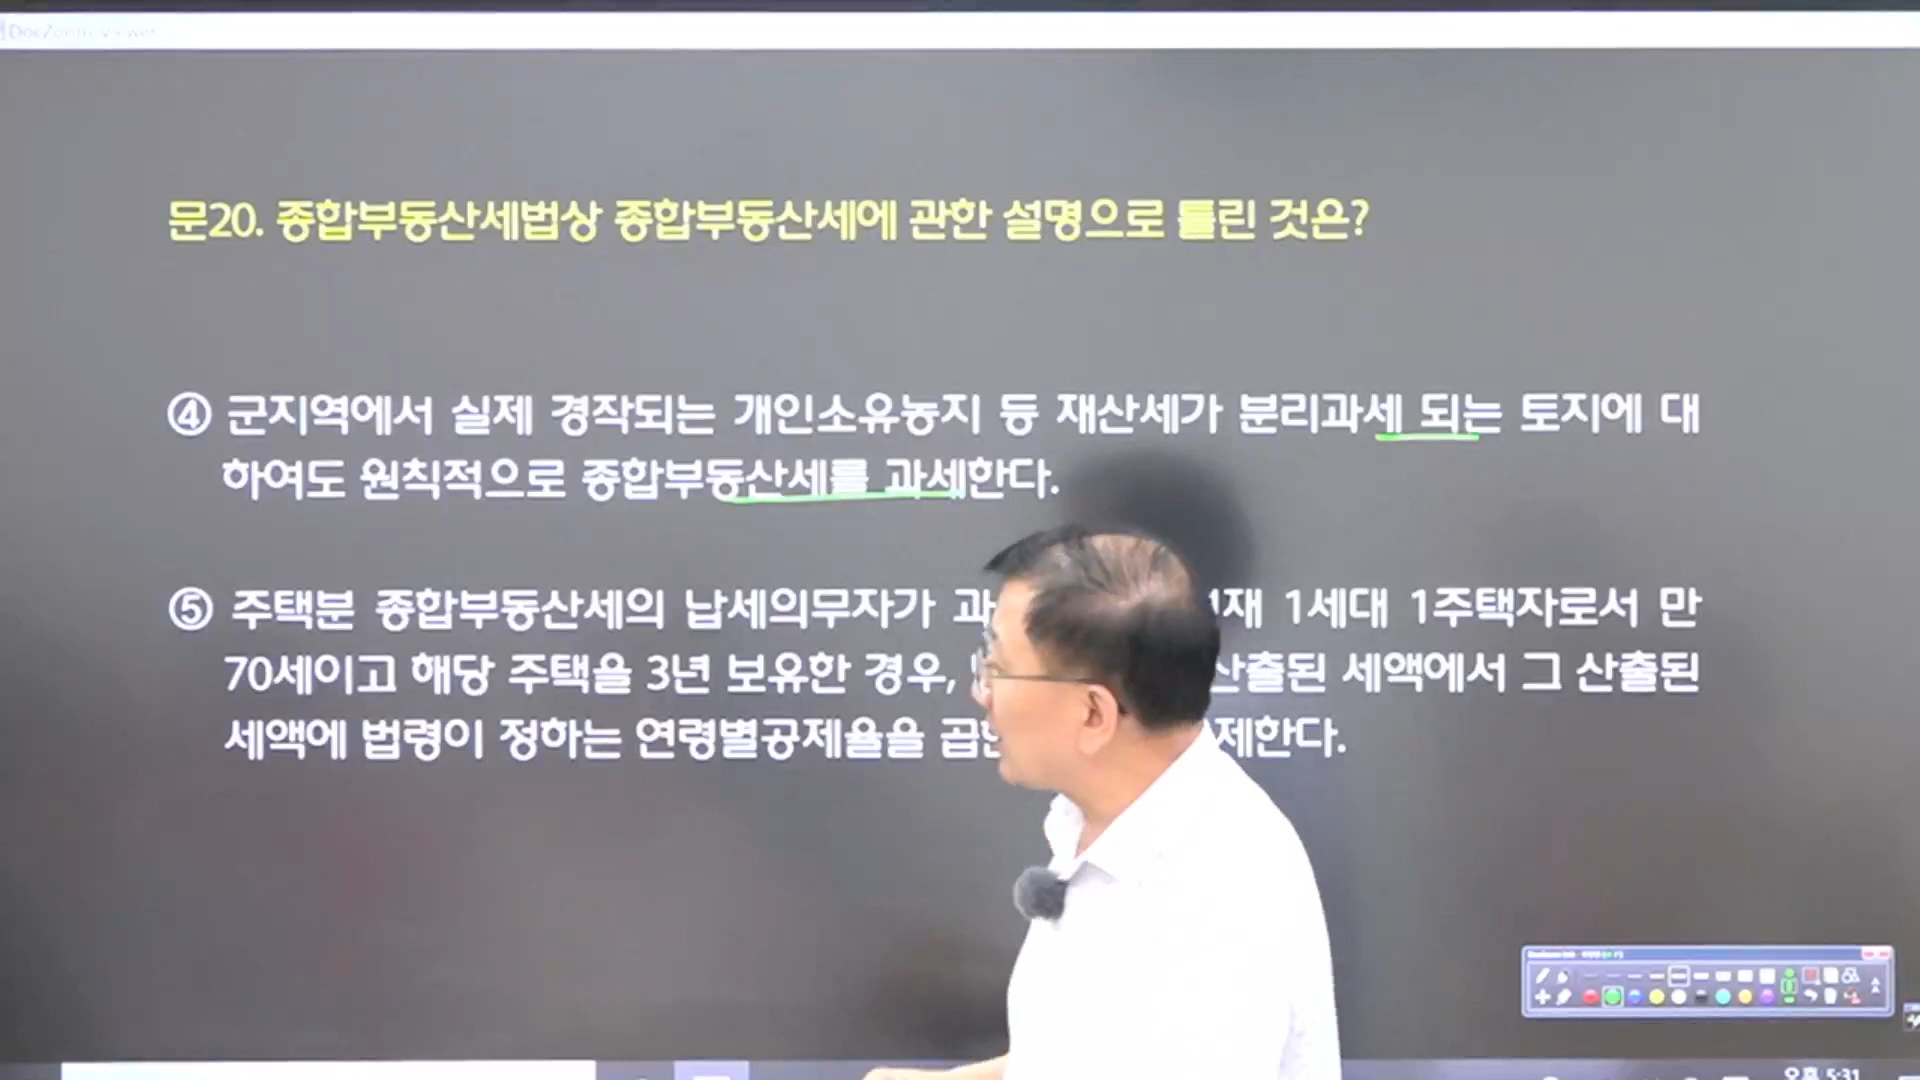 DocZoom Viewer
문20. 종합부동산세법상 종합부동산세에 관한 설명으로 틀린 것은?
④ 군지역에서 실제 경작되는 개인소유농지 등 재산세가 분리과세 되는 토지에 대
하여도 원칙적으로 종합부동산세를 과세한다.
⑤ 주택분 종합부동산세의 납세의무자가 과 재 1세대 1주택자로서 만
70세이고 해당 주택을 3년 보유한 경우, 산출된 세액에서 그 산출된
세액에 법령이 정하는 연령별공제율을 제한다.
오후 5:31